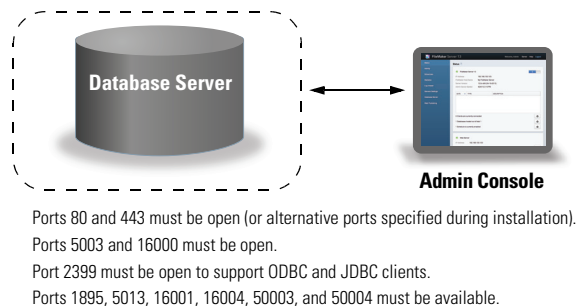 Database Server
Admin Console
Ports 80 and 443 must be open (or alternative ports specified during installation).
Ports 5003 and 16000 must be open.
Port 2399 must be open to support ODBC and JDBC clients.
Ports 1895, 5013, 16001, 16004, 50003, and 50004 must be available.